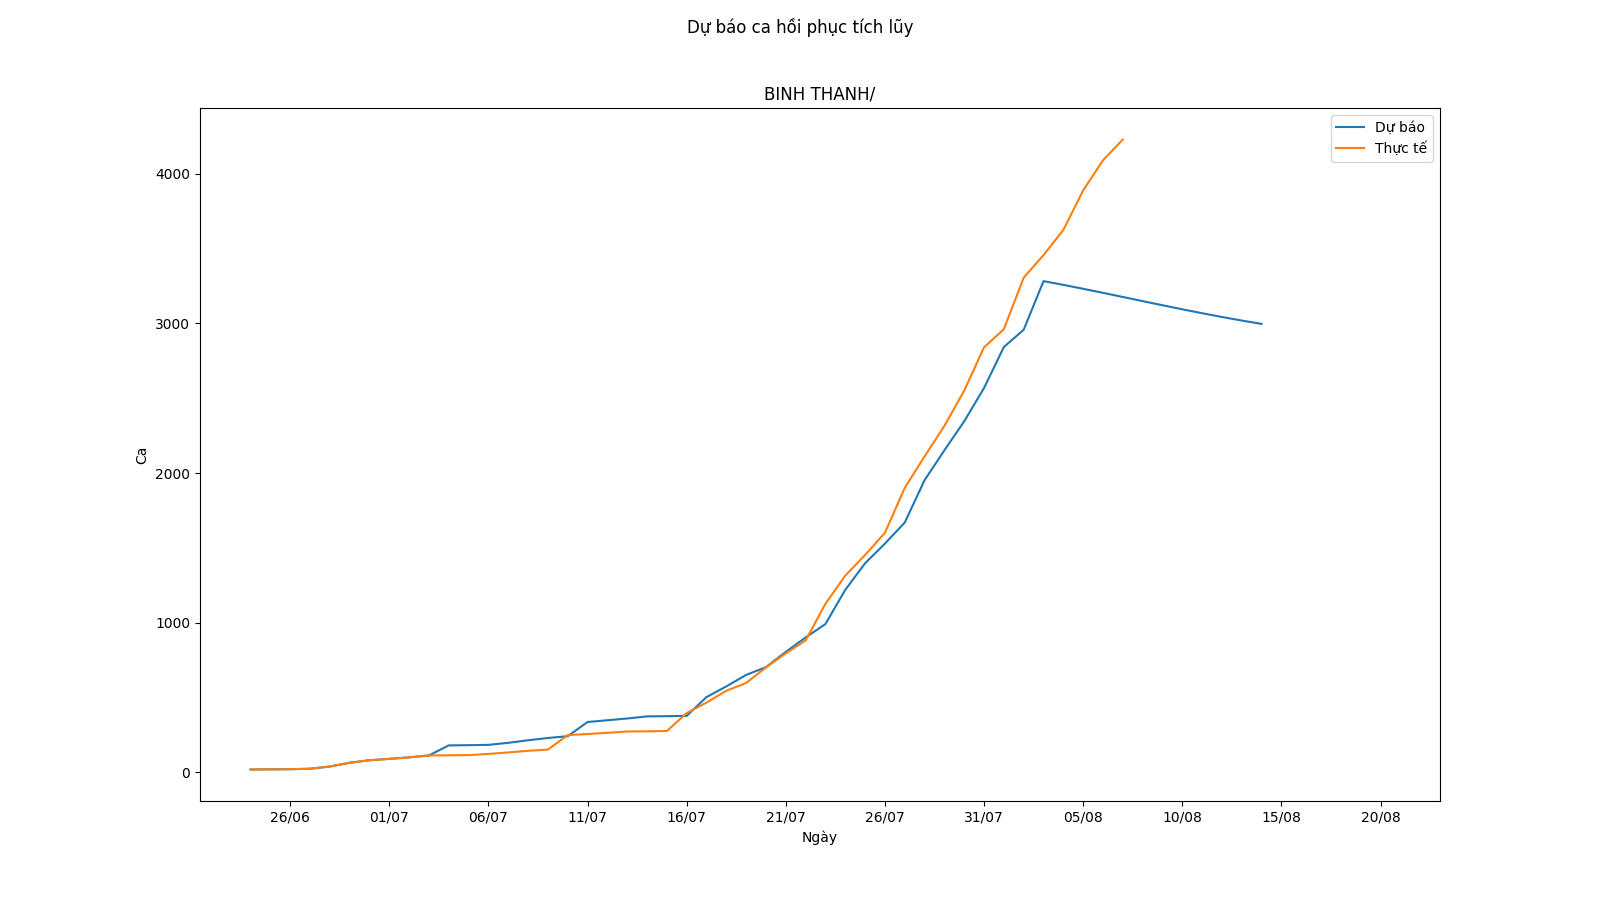 Dự báo ca hồi phục tích lũy
BINH THANH/
Dự báo
Thực tế
4000
3000
2000
1000
0
Ca
26/06 01/07 06/07 11/07 16/07 21/07 26/07 31/07 05/08 10/08 15/08 20/08
Ngày